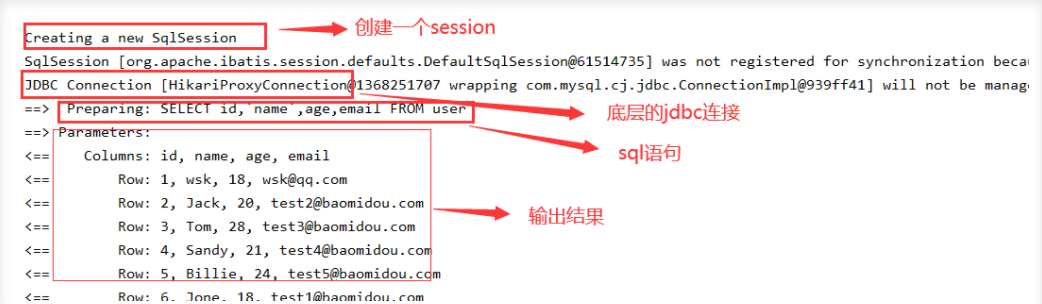 Creating a new SqlSession
创建一个session
SqlSession [org.apache.ibatis.session.defaults.DefaultSqlSession@61514735] was not registered for synchronization becau
JDBC Connection [HikariProxyConnection@1368251707 wrapping com.mysql.cj.jdbc.ConnectionImpl@939ff41] will not be manage
底层的jdbc连接
==>  Preparing: SELECT id,`name`,age,email FROM user
sql语句
==> Parameters:
<==    Columns: id, name, age, email
<==        Row: 1, wsk, 18, wsk@qq.com
<==        Row: 2, Jack, 20, test2@baomidou.com
输出结果
<==        Row: 3, Tom, 28, test3@baomidou.com
<==        Row: 4, Sandy, 21, test4@baomidou.com
<==        Row: 5, Billie, 24, test5@baomidou.com
<==        Row: 6, Jone, 18, test1@baomidou.com